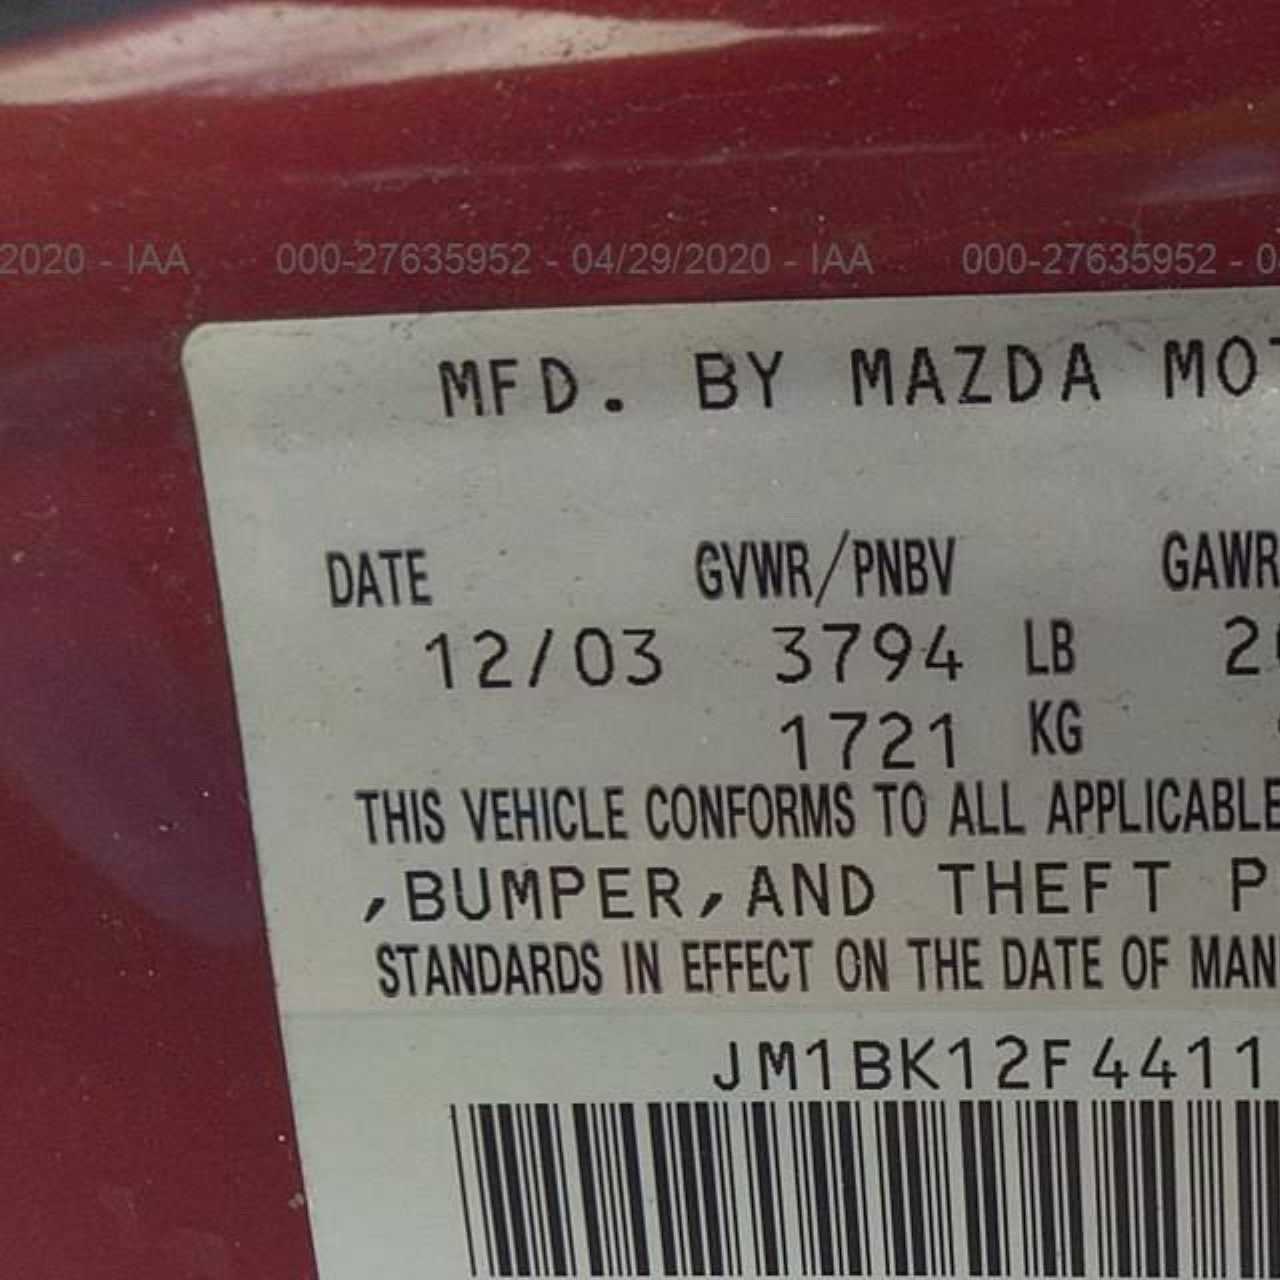 2020 - IAA 000-27635952 - 04/29/2020 - IAA 000-27635952 - 0
MFD. BY MAZDA MO
DATE GVWR/PNBV GAWR
12/03 3794 LB 2
1721 KG
THIS VEHICLE CONFORMS TO ALL APPLICABLE
,BUMPER,AND THEFT P
STANDARDS IN EFFECT ON THE DATE OF MAN
JM1BK12F4411